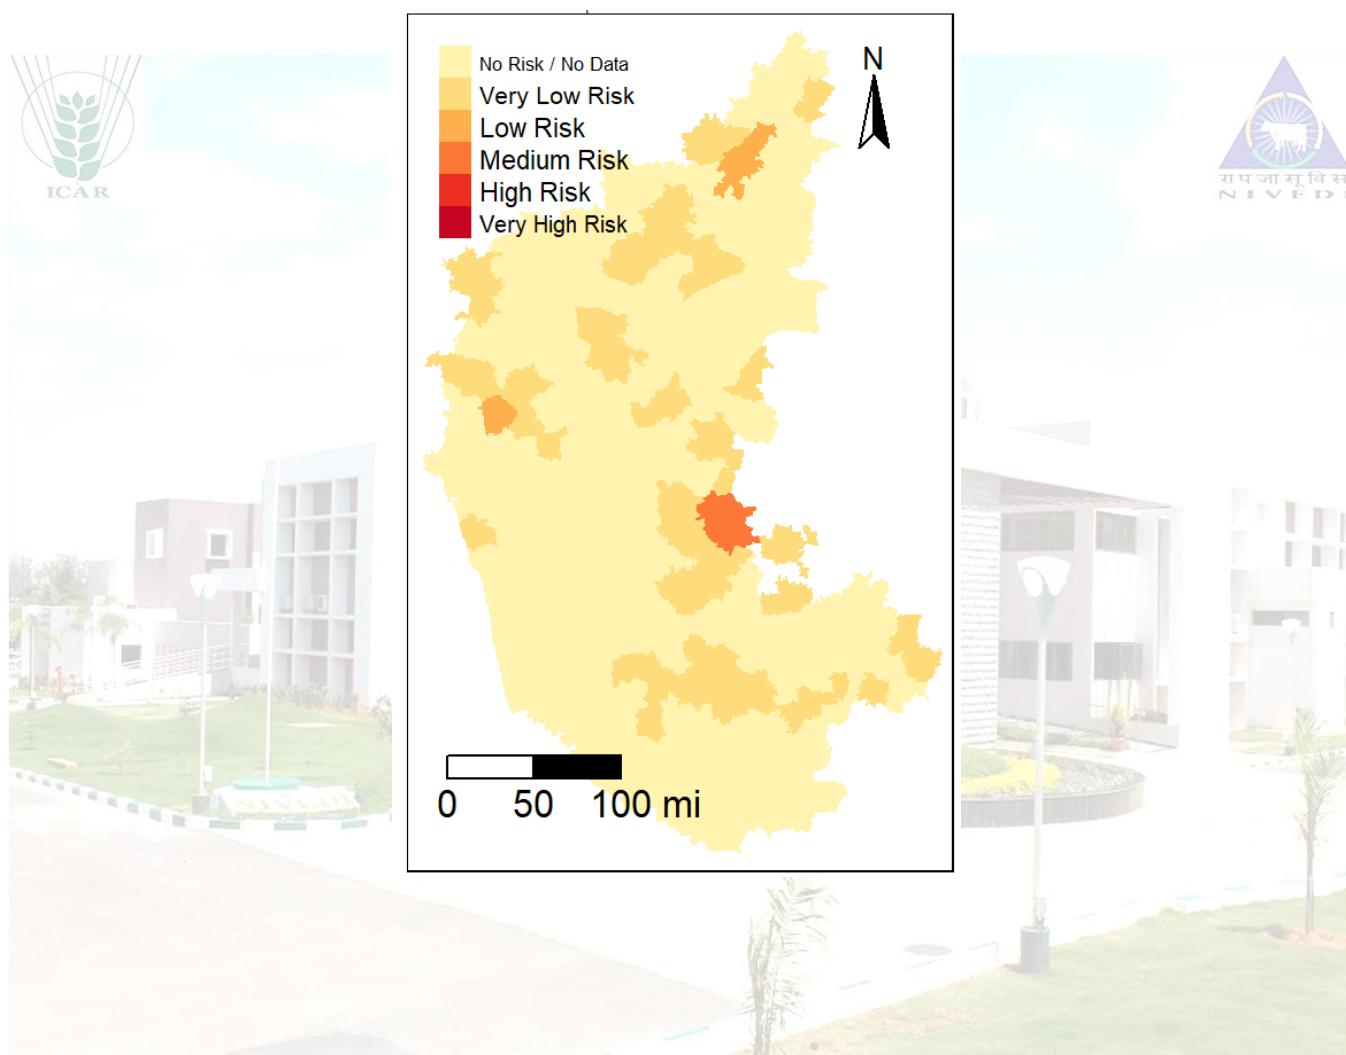 No Risk / No Data
Very Low Risk
Low Risk
Medium Risk
High Risk
Very High Risk
N
0 50 100 mi
ICAR
NIVEDI